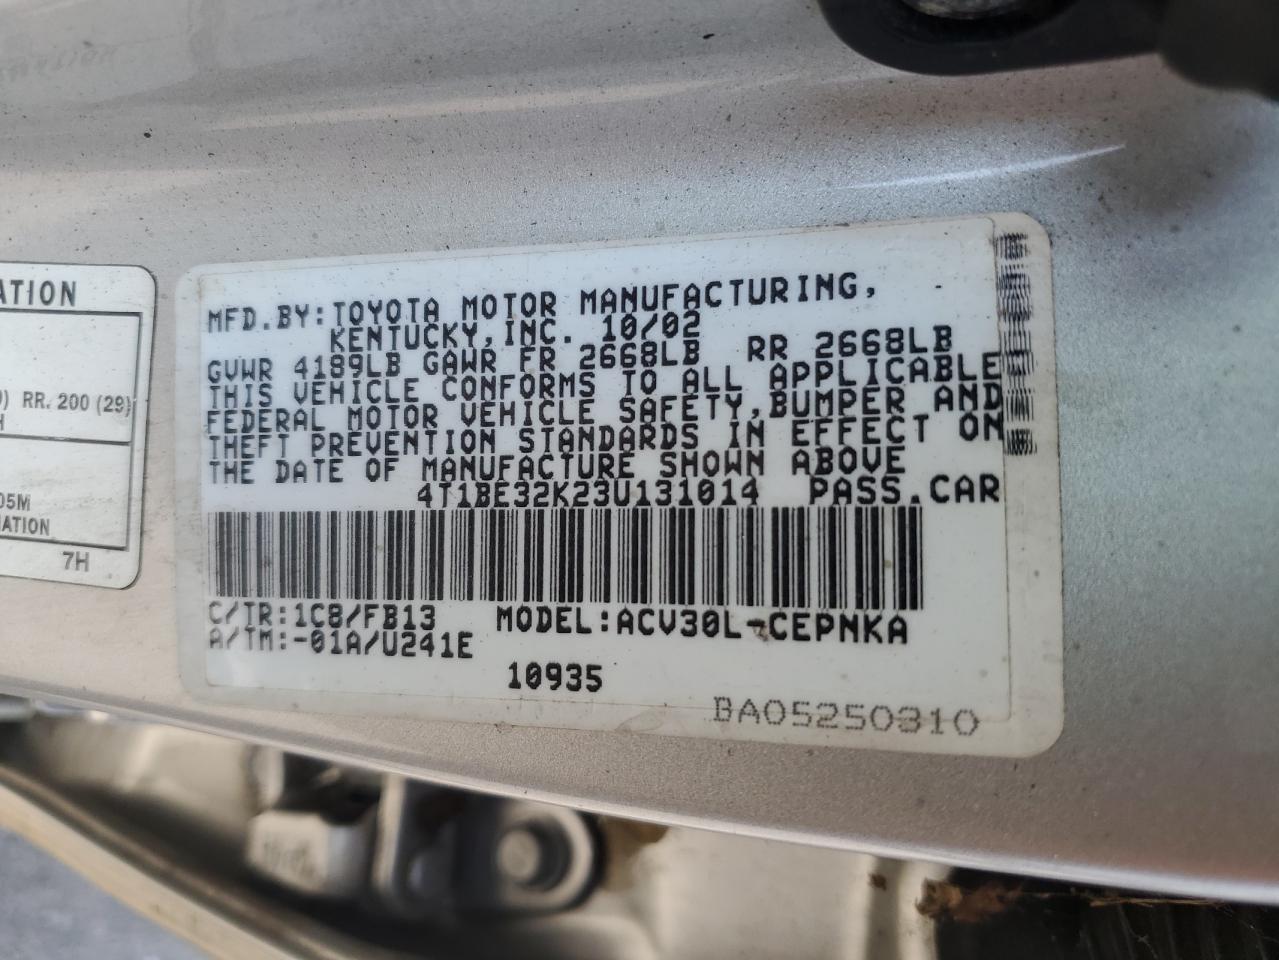 ATION
RR. 200 (29)
H
05M
MATION
7H
MFD.BY:TOYOTA MOTOR MANUFACTURING,
KENTUCKY,INC. 10/02
GVWR 4189LB GAWR FR 2668LB RR 2668LB
THIS VEHICLE CONFORMS TO ALL APPLICABLE
FEDERAL MOTOR VEHICLE SAFETY,BUMPER AND
THEFT PREVENTION STANDARDS IN EFFECT ON
THE DATE OF MANUFACTURE SHOWN ABOVE
4T1BE32K23U131014 PASS.CAR
C/TR:1C8/FB13 MODEL:ACV30L-CEPNKA
A/TM:-01A/U241E
10935
BA05250310